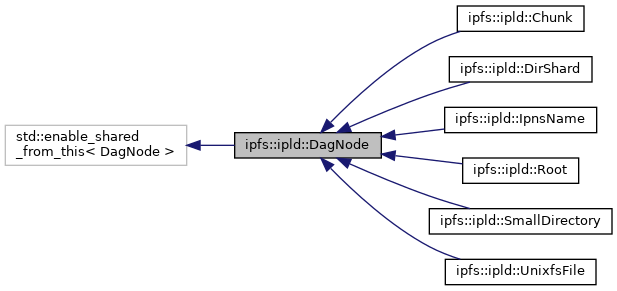 std::enable_shared
_from_this< DagNode >
ipfs::ipld::DagNode
ipfs::ipld::Chunk
ipfs::ipld::DirShard
ipfs::ipld::IpnsName
ipfs::ipld::Root
ipfs::ipld::SmallDirectory
ipfs::ipld::UnixfsFile